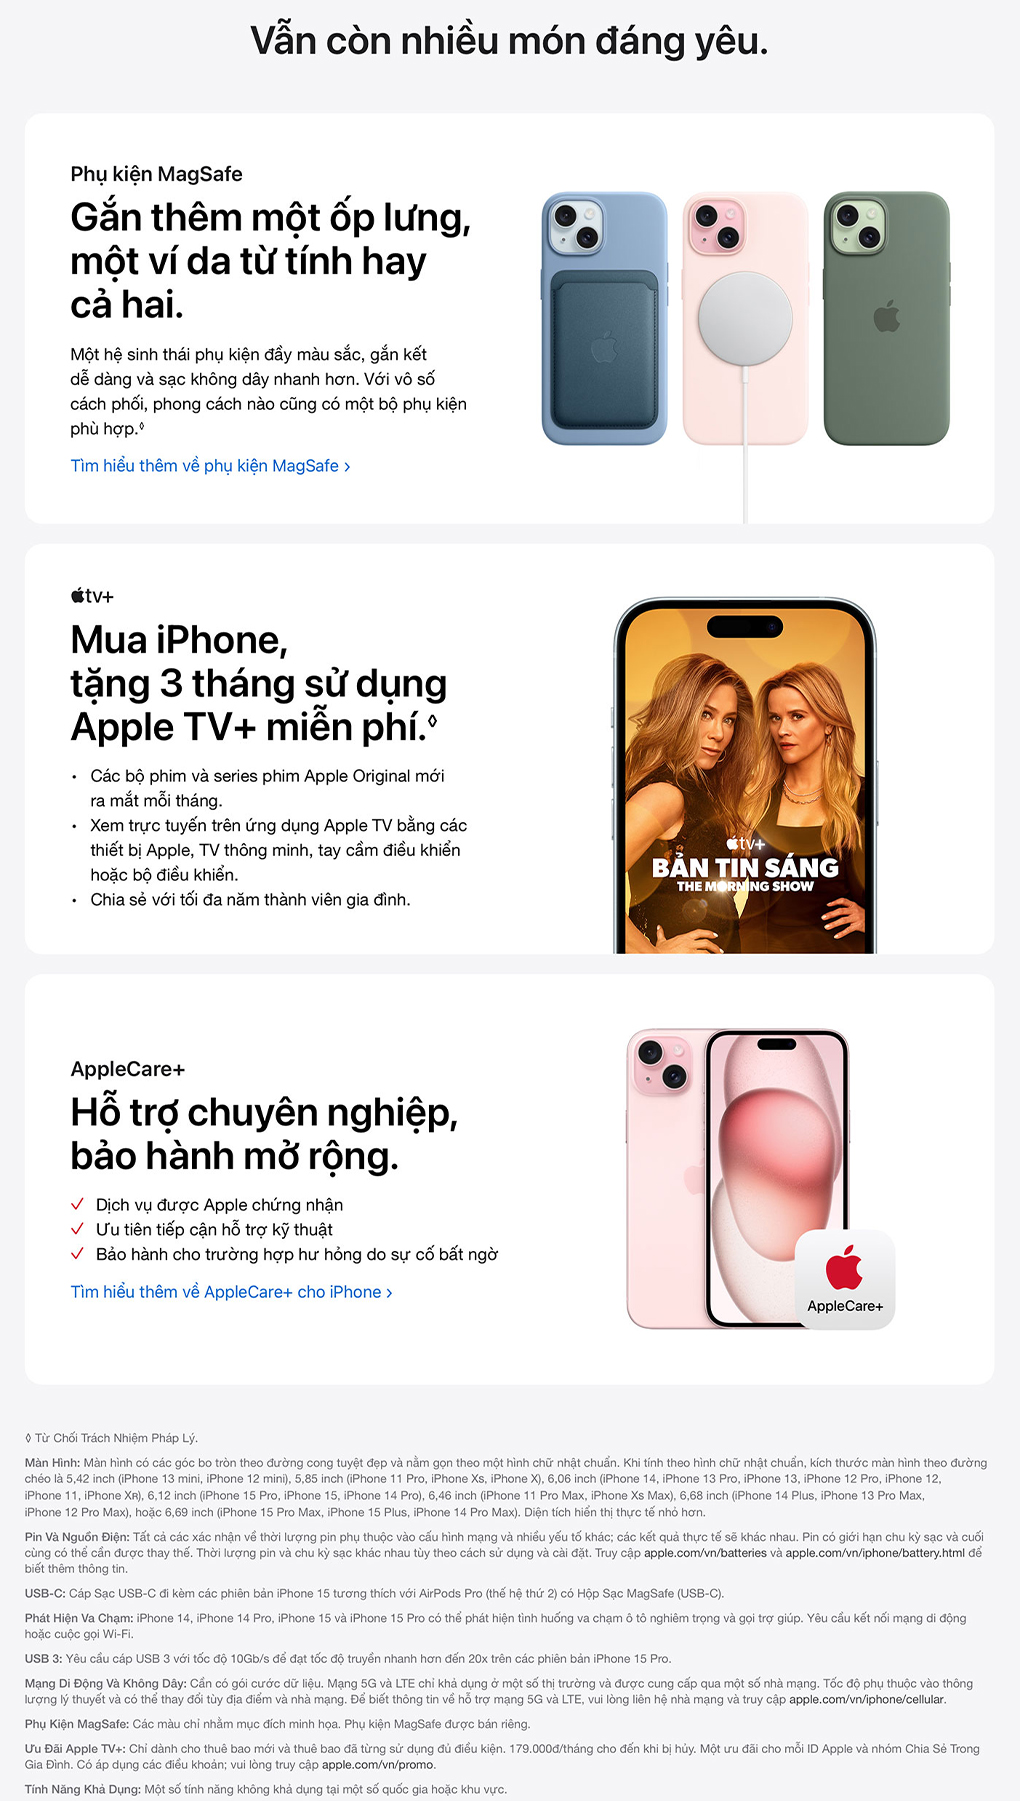 Vẫn còn nhiều món đáng yêu.
Phụ kiện MagSafe
Gắn thêm một ốp lưng,
một ví da từ tính hay
cả hai.
Một hệ sinh thái phụ kiện đầy màu sắc, gắn kết
dễ dàng và sạc không dây nhanh hơn. Với vô số
cách phối, phong cách nào cũng có một bộ phụ kiện
phù hợp.◊
Tìm hiểu thêm về phụ kiện MagSafe ›
tv+
Mua iPhone,
tặng 3 tháng sử dụng
Apple TV+ miễn phí.◊
• Các bộ phim và series phim Apple Original mới
ra mắt mỗi tháng.
• Xem trực tuyến trên ứng dụng Apple TV bằng các
thiết bị Apple, TV thông minh, tay cầm điều khiển
hoặc bộ điều khiển.
• Chia sẻ với tối đa năm thành viên gia đình.
tv+
BẢN TIN SÁNG
THE MORNING SHOW
AppleCare+
Hỗ trợ chuyên nghiệp,
bảo hành mở rộng.
✓ Dịch vụ được Apple chứng nhận
✓ Ưu tiên tiếp cận hỗ trợ kỹ thuật
✓ Bảo hành cho trường hợp hư hỏng do sự cố bất ngờ
Tìm hiểu thêm về AppleCare+ cho iPhone ›
AppleCare+
◊ Từ Chối Trách Nhiệm Pháp Lý.
Màn Hình: Màn hình có các góc bo tròn theo đường cong tuyệt đẹp và nằm gọn theo một hình chữ nhật chuẩn. Khi tính theo hình chữ nhật chuẩn, kích thước màn hình theo đường
chéo là 5,42 inch (iPhone 13 mini, iPhone 12 mini), 5,85 inch (iPhone 11 Pro, iPhone Xs, iPhone X), 6,06 inch (iPhone 14, iPhone 13 Pro, iPhone 13, iPhone 12 Pro, iPhone 12,
iPhone 11, iPhone XR), 6,12 inch (iPhone 15 Pro, iPhone 15, iPhone 14 Pro), 6,46 inch (iPhone 11 Pro Max, iPhone Xs Max), 6,68 inch (iPhone 14 Plus, iPhone 13 Pro Max,
iPhone 12 Pro Max), hoặc 6,69 inch (iPhone 15 Pro Max, iPhone 15 Plus, iPhone 14 Pro Max). Diện tích hiển thị thực tế nhỏ hơn.
Pin Và Nguồn Điện: Tất cả các xác nhận về thời lượng pin phụ thuộc vào cấu hình mạng và nhiều yếu tố khác; các kết quả thực tế sẽ khác nhau. Pin có giới hạn chu kỳ sạc và cuối
cùng có thể cần được thay thế. Thời lượng pin và chu kỳ sạc khác nhau tùy theo cách sử dụng và cài đặt. Truy cập apple.com/vn/batteries và apple.com/vn/iphone/battery.html để
biết thêm thông tin.
USB-C: Cáp Sạc USB-C đi kèm các phiên bản iPhone 15 tương thích với AirPods Pro (thế hệ thứ 2) có Hộp Sạc MagSafe (USB-C).
Phát Hiện Va Chạm: iPhone 14, iPhone 14 Pro, iPhone 15 và iPhone 15 Pro có thể phát hiện tình huống va chạm ô tô nghiêm trọng và gọi trợ giúp. Yêu cầu kết nối mạng di động
hoặc cuộc gọi Wi-Fi.
USB 3: Yêu cầu cáp USB 3 với tốc độ 10Gb/s để đạt tốc độ truyền nhanh hơn đến 20x trên các phiên bản iPhone 15 Pro.
Mạng Di Động Và Không Dây: Cần có gói cước dữ liệu. Mạng 5G và LTE chỉ khả dụng ở một số thị trường và được cung cấp qua một số nhà mạng. Tốc độ phụ thuộc vào thông
lượng lý thuyết và có thể thay đổi tùy địa điểm và nhà mạng. Để biết thông tin về hỗ trợ mạng 5G và LTE, vui lòng liên hệ nhà mạng và truy cập apple.com/vn/iphone/cellular.
Phụ Kiện MagSafe: Các màu chỉ nhằm mục đích minh họa. Phụ kiện MagSafe được bán riêng.
Ưu Đãi Apple TV+: Chỉ dành cho thuê bao mới và thuê bao đã từng sử dụng đủ điều kiện. 179.000đ/tháng cho đến khi bị hủy. Một ưu đãi cho mỗi ID Apple và nhóm Chia Sẻ Trong
Gia Đình. Có áp dụng các điều khoản; vui lòng truy cập apple.com/vn/promo.
Tính Năng Khả Dụng: Một số tính năng không khả dụng tại một số quốc gia hoặc khu vực.